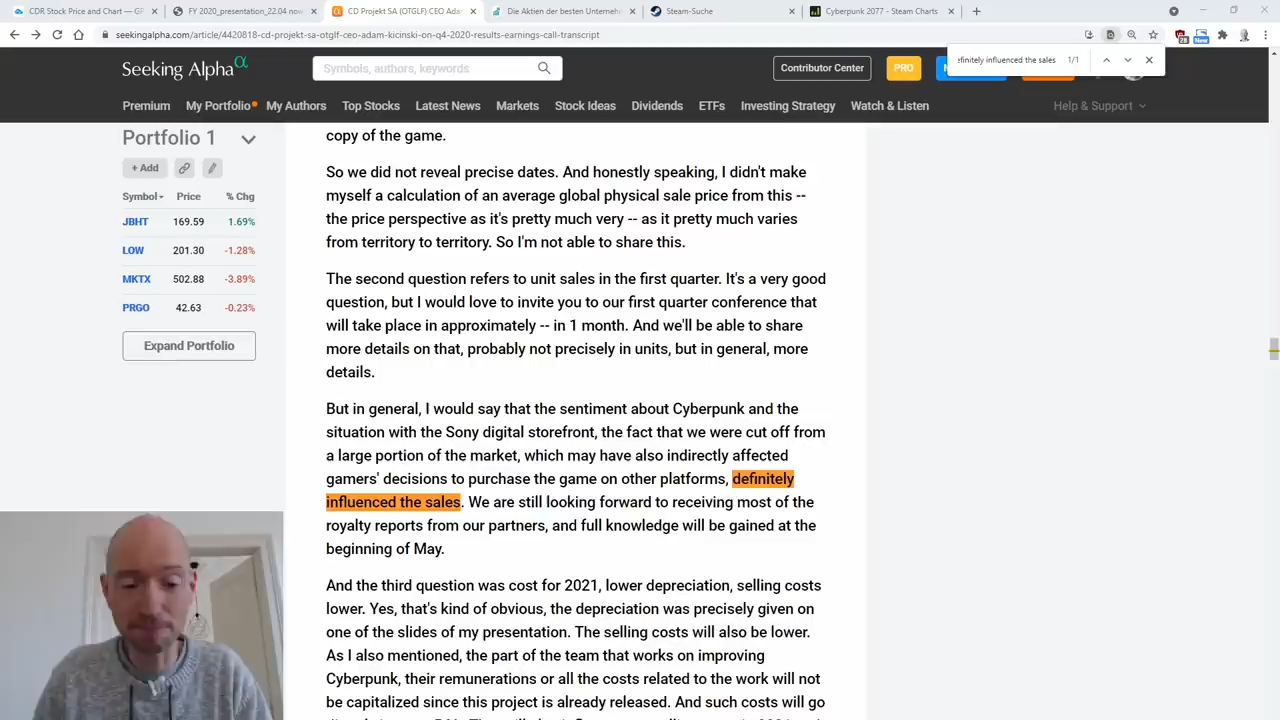 CDR Stock Price and Chart — GP
FY 2020_presentation_22.04 now
CD Projekt SA (OTGLF) CEO Adam
Die Aktien der besten Unternehm
Steam-Suche
Cyberpunk 2077 - Steam Charts
seekingalpha.com/article/4420818-cd-projekt-sa-otglf-ceo-adam-kicinski-on-q4-2020-results-earnings-call-transcript
efinitely influenced the sales 1/1
Seeking Alpha α
Symbols, authors, keywords
Contributor Center
PRO
Premium My Portfolio My Authors Top Stocks Latest News Markets Stock Ideas Dividends ETFs Investing Strategy Watch & Listen Help & Support
Portfolio 1
+ Add
Symbol Price % Chg
JBHT 169.59 1.69%
LOW 201.30 -1.28%
MKTX 502.88 -3.89%
PRGO 42.63 -0.23%
Expand Portfolio
copy of the game.
So we did not reveal precise dates. And honestly speaking, I didn't make
myself a calculation of an average global physical sale price from this --
the price perspective as it's pretty much very -- as it pretty much varies
from territory to territory. So I'm not able to share this.
The second question refers to unit sales in the first quarter. It's a very good
question, but I would love to invite you to our first quarter conference that
will take place in approximately -- in 1 month. And we'll be able to share
more details on that, probably not precisely in units, but in general, more
details.
But in general, I would say that the sentiment about Cyberpunk and the
situation with the Sony digital storefront, the fact that we were cut off from
a large portion of the market, which may have also indirectly affected
gamers' decisions to purchase the game on other platforms, definitely
influenced the sales. We are still looking forward to receiving most of the
royalty reports from our partners, and full knowledge will be gained at the
beginning of May.
And the third question was cost for 2021, lower depreciation, selling costs
lower. Yes, that's kind of obvious, the depreciation was precisely given on
one of the slides of my presentation. The selling costs will also be lower.
As I also mentioned, the part of the team that works on improving
Cyberpunk, their remunerations or all the costs related to the work will not
be capitalized since this project is already released. And such costs will go